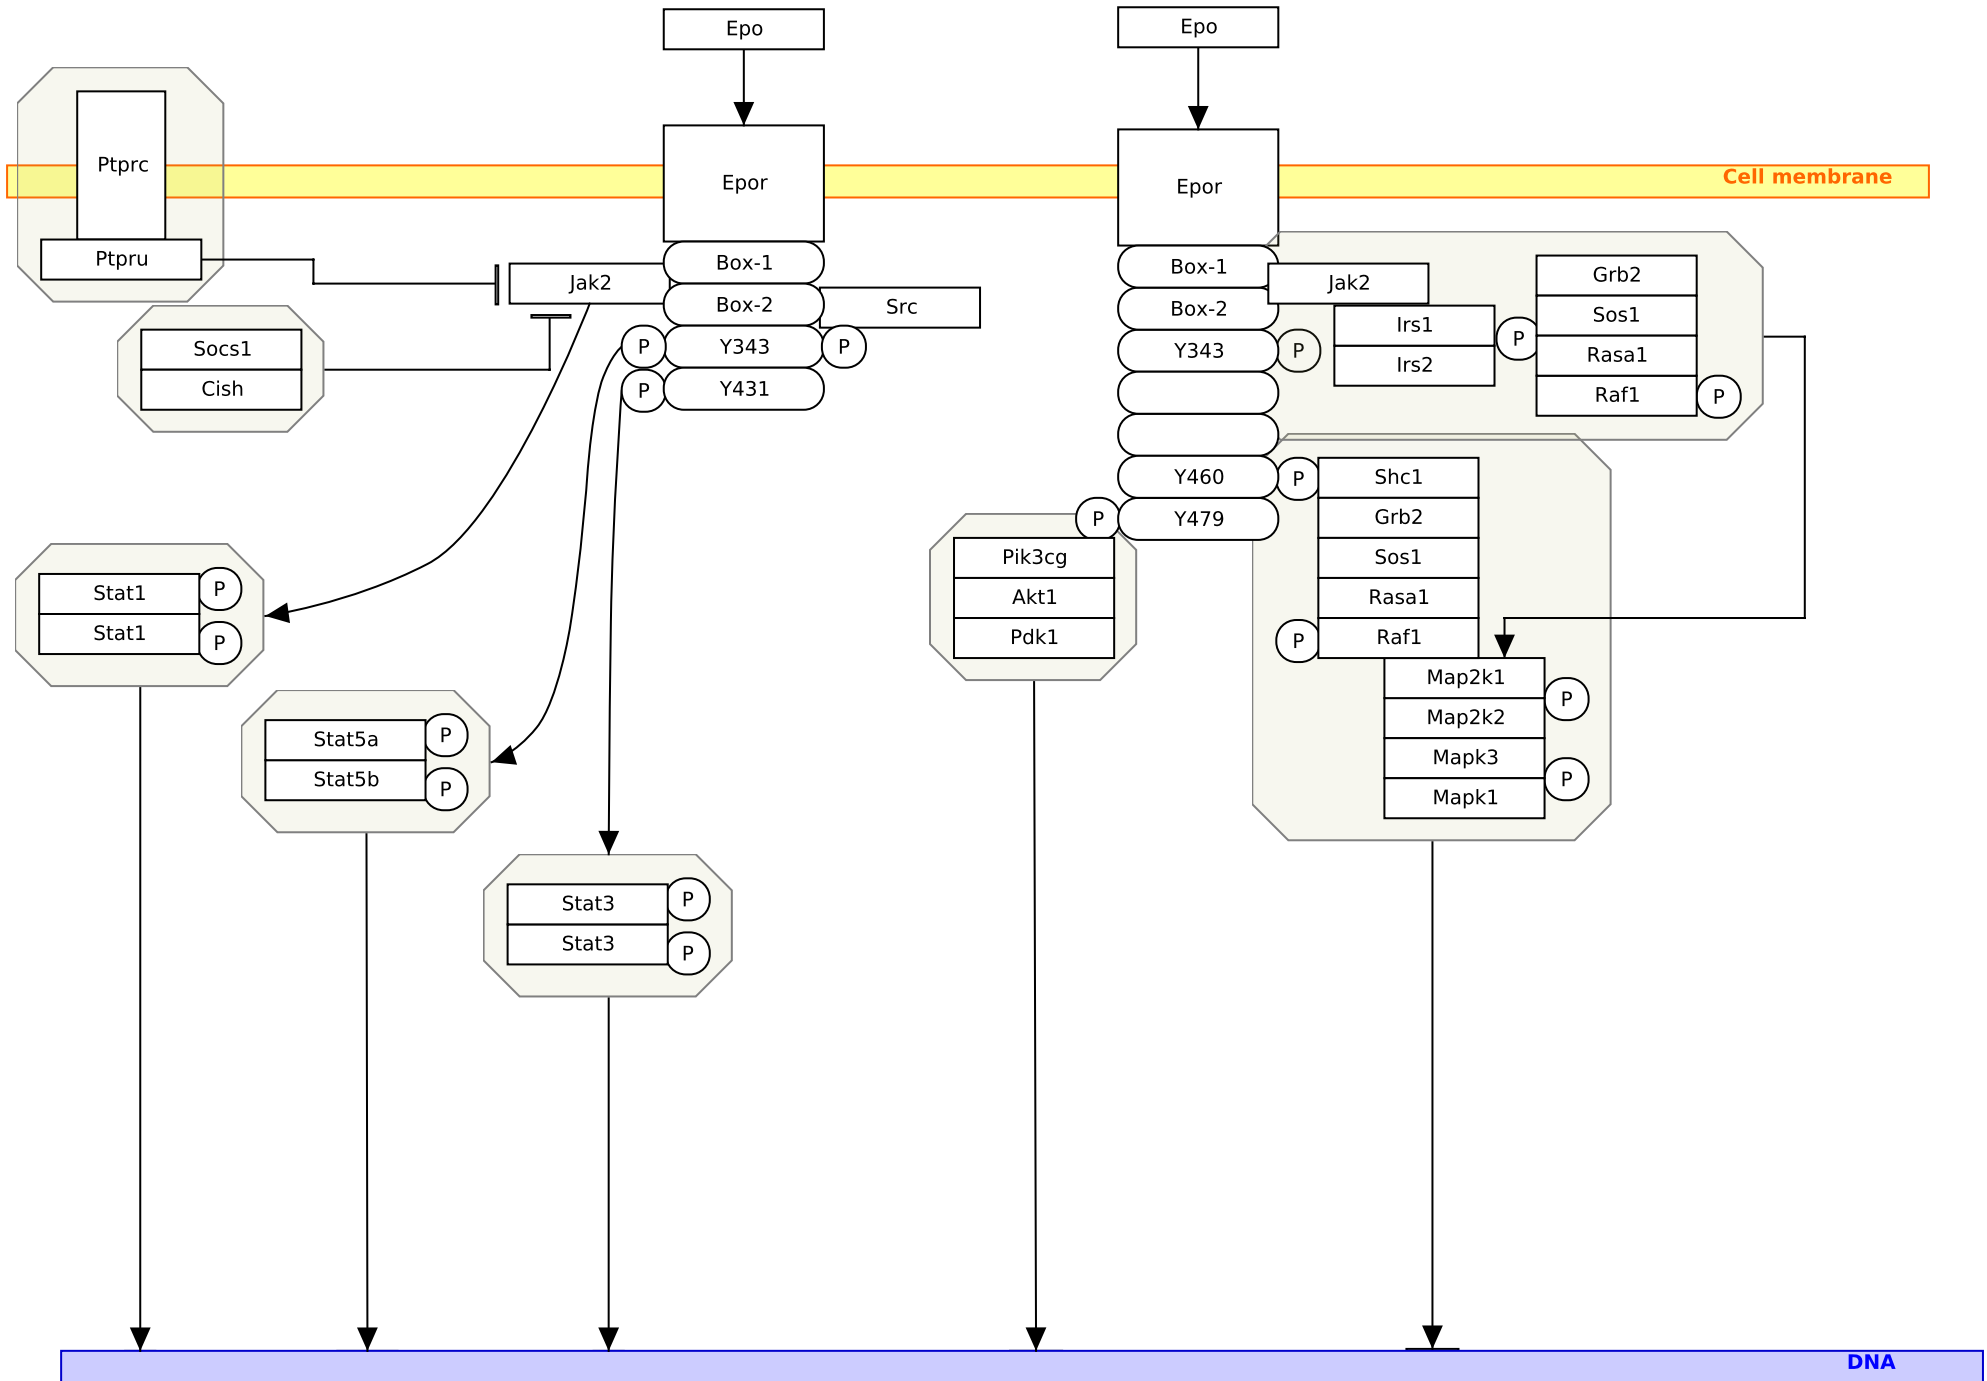 Epo
Epo
Ptprc
Epor
Epor
Cell membrane
Ptpru
Box-1
Jak2
Box-2
Src
Y343
P
P
Y431
P
Socs1
Cish
Box-1
Jak2
Box-2
Y343
P
Irs1
Irs2
P
Grb2
Sos1
Rasa1
Raf1
P
Y460
P
Y479
P
Shc1
Grb2
Sos1
Rasa1
Raf1
P
Map2k1
Map2k2
P
Mapk3
Mapk1
P
Pik3cg
Akt1
Pdk1
Stat1
P
Stat1
P
Stat5a
P
Stat5b
P
Stat3
P
Stat3
P
DNA